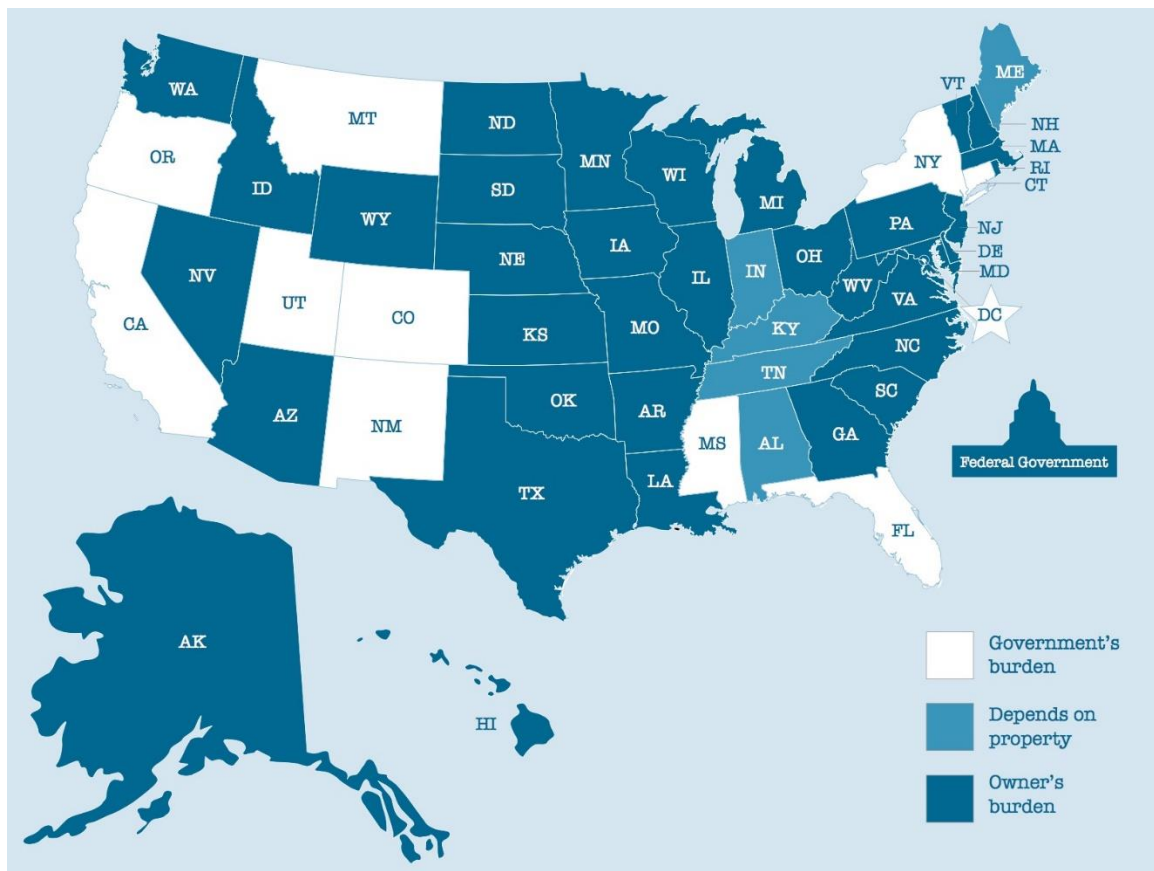 ME
VT
WA
MT
ND
NH
MN
MA
OR
NY
WI
RI
ID
SD
CT
MI
WY
PA
NJ
IA
NE
OH
DE
IN
IL
NV
MD
WV
UT
VA
CO
DC
CA
KS
MO
KY
NC
TN
OK
SC
AZ
AR
NM
MS
AL
GA
Federal Government
LA
TX
FL
AK
Government's
burden
HI
Depends on
property
Owner's
burden